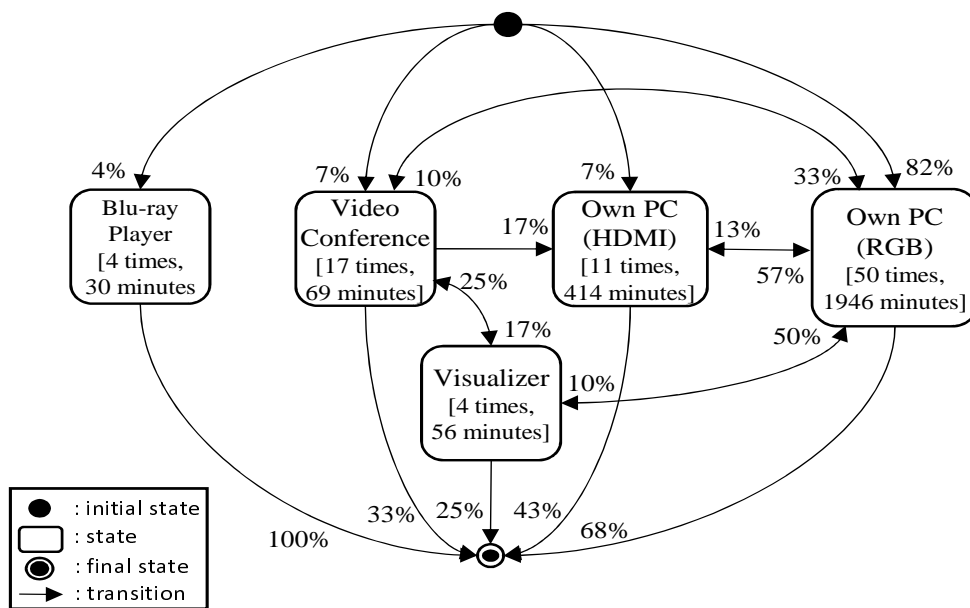 4%
7%
10%
7%
33%
82%
Blu-ray
Player
[4 times,
30 minutes
Video
Conference
[17 times,
69 minutes]
17%
Own PC
(HDMI)
[11 times,
414 minutes]
13%
57%
Own PC
(RGB)
[50 times,
1946 minutes]
25%
17%
50%
Visualizer
[4 times,
56 minutes]
10%
100%
33%
25%
43%
68%
: initial state
: state
: final state
: transition